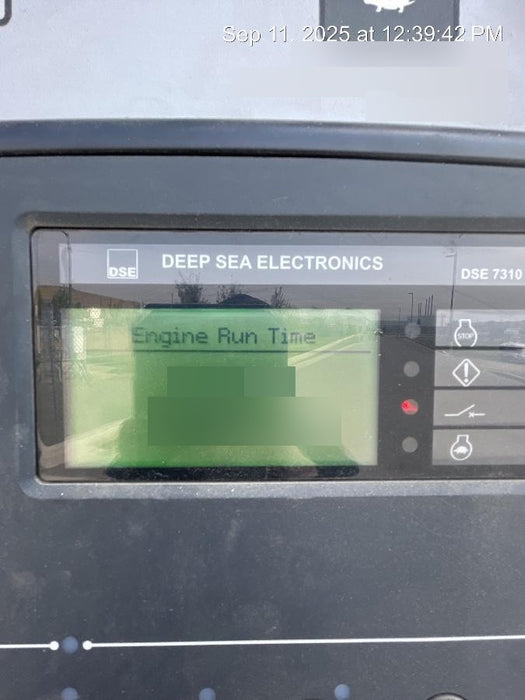 Sep 11, 2025 at 12:39:42 PM
DSE
DEEP SEA ELECTRONICS
DSE 7310
Engine Run Time
STOP